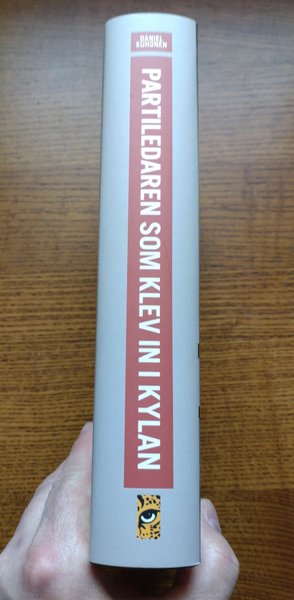 DANIEL
SUHONEN
PARTILEDAREN SOM KLEV IN I KYLAN